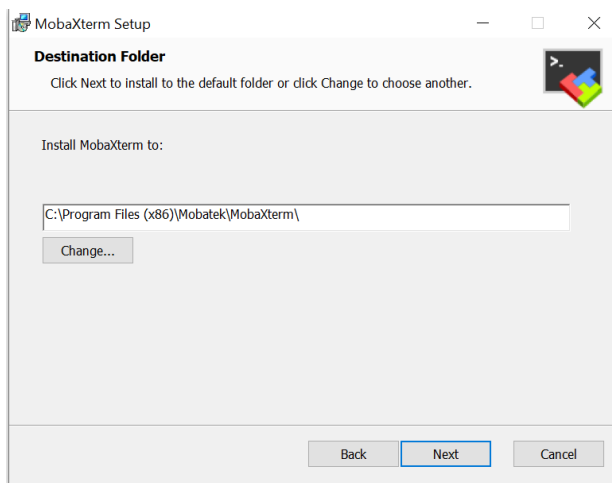 MobaXterm Setup
Destination Folder
Click Next to install to the default folder or click Change to choose another.
>.
Install MobaXterm to:
C:\Program Files (x86)\Mobatek\MobaXterm\
Change...
Back Next Cancel